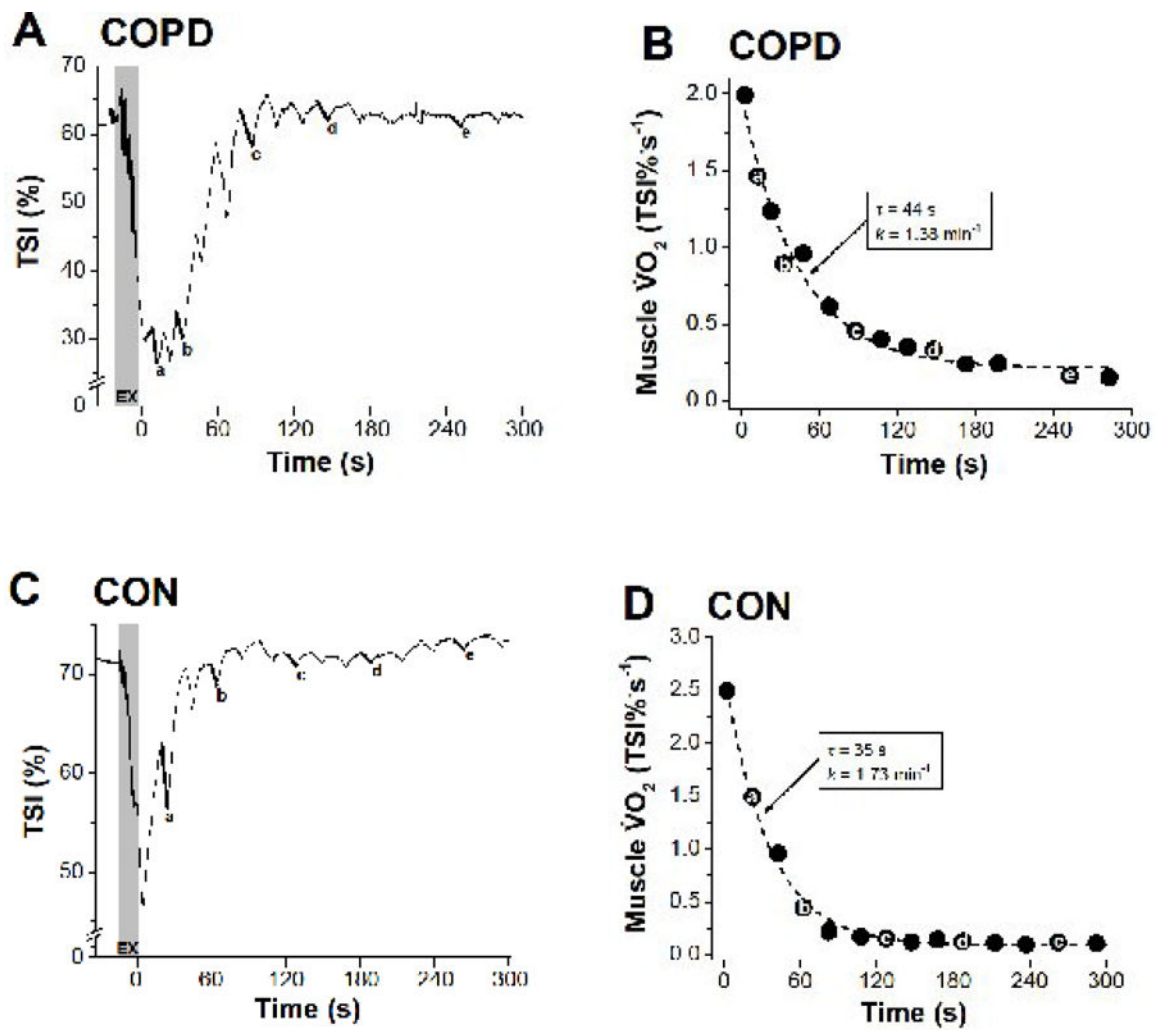 A COPD
70
60
50
40
30
0
TSI (%)
EX
a
b
c
d
e
0 60 120 180 240 300
Time (s)
B COPD
2.0
1.5
1.0
0.5
0.0
Muscle V̇O₂ (TSI%·s⁻¹)
τ = 44 s
k = 1.38 min⁻¹
a
b
c
d
e
0 60 120 180 240 300
Time (s)
C CON
70
60
50
0
TSI (%)
EX
a
b
c
d
e
0 60 120 180 240 300
Time (s)
D CON
3.0
2.5
2.0
1.5
1.0
0.5
0.0
Muscle V̇O₂ (TSI%·s⁻¹)
τ = 35 s
k = 1.73 min⁻¹
a
b
c
d
e
0 60 120 180 240 300
Time (s)